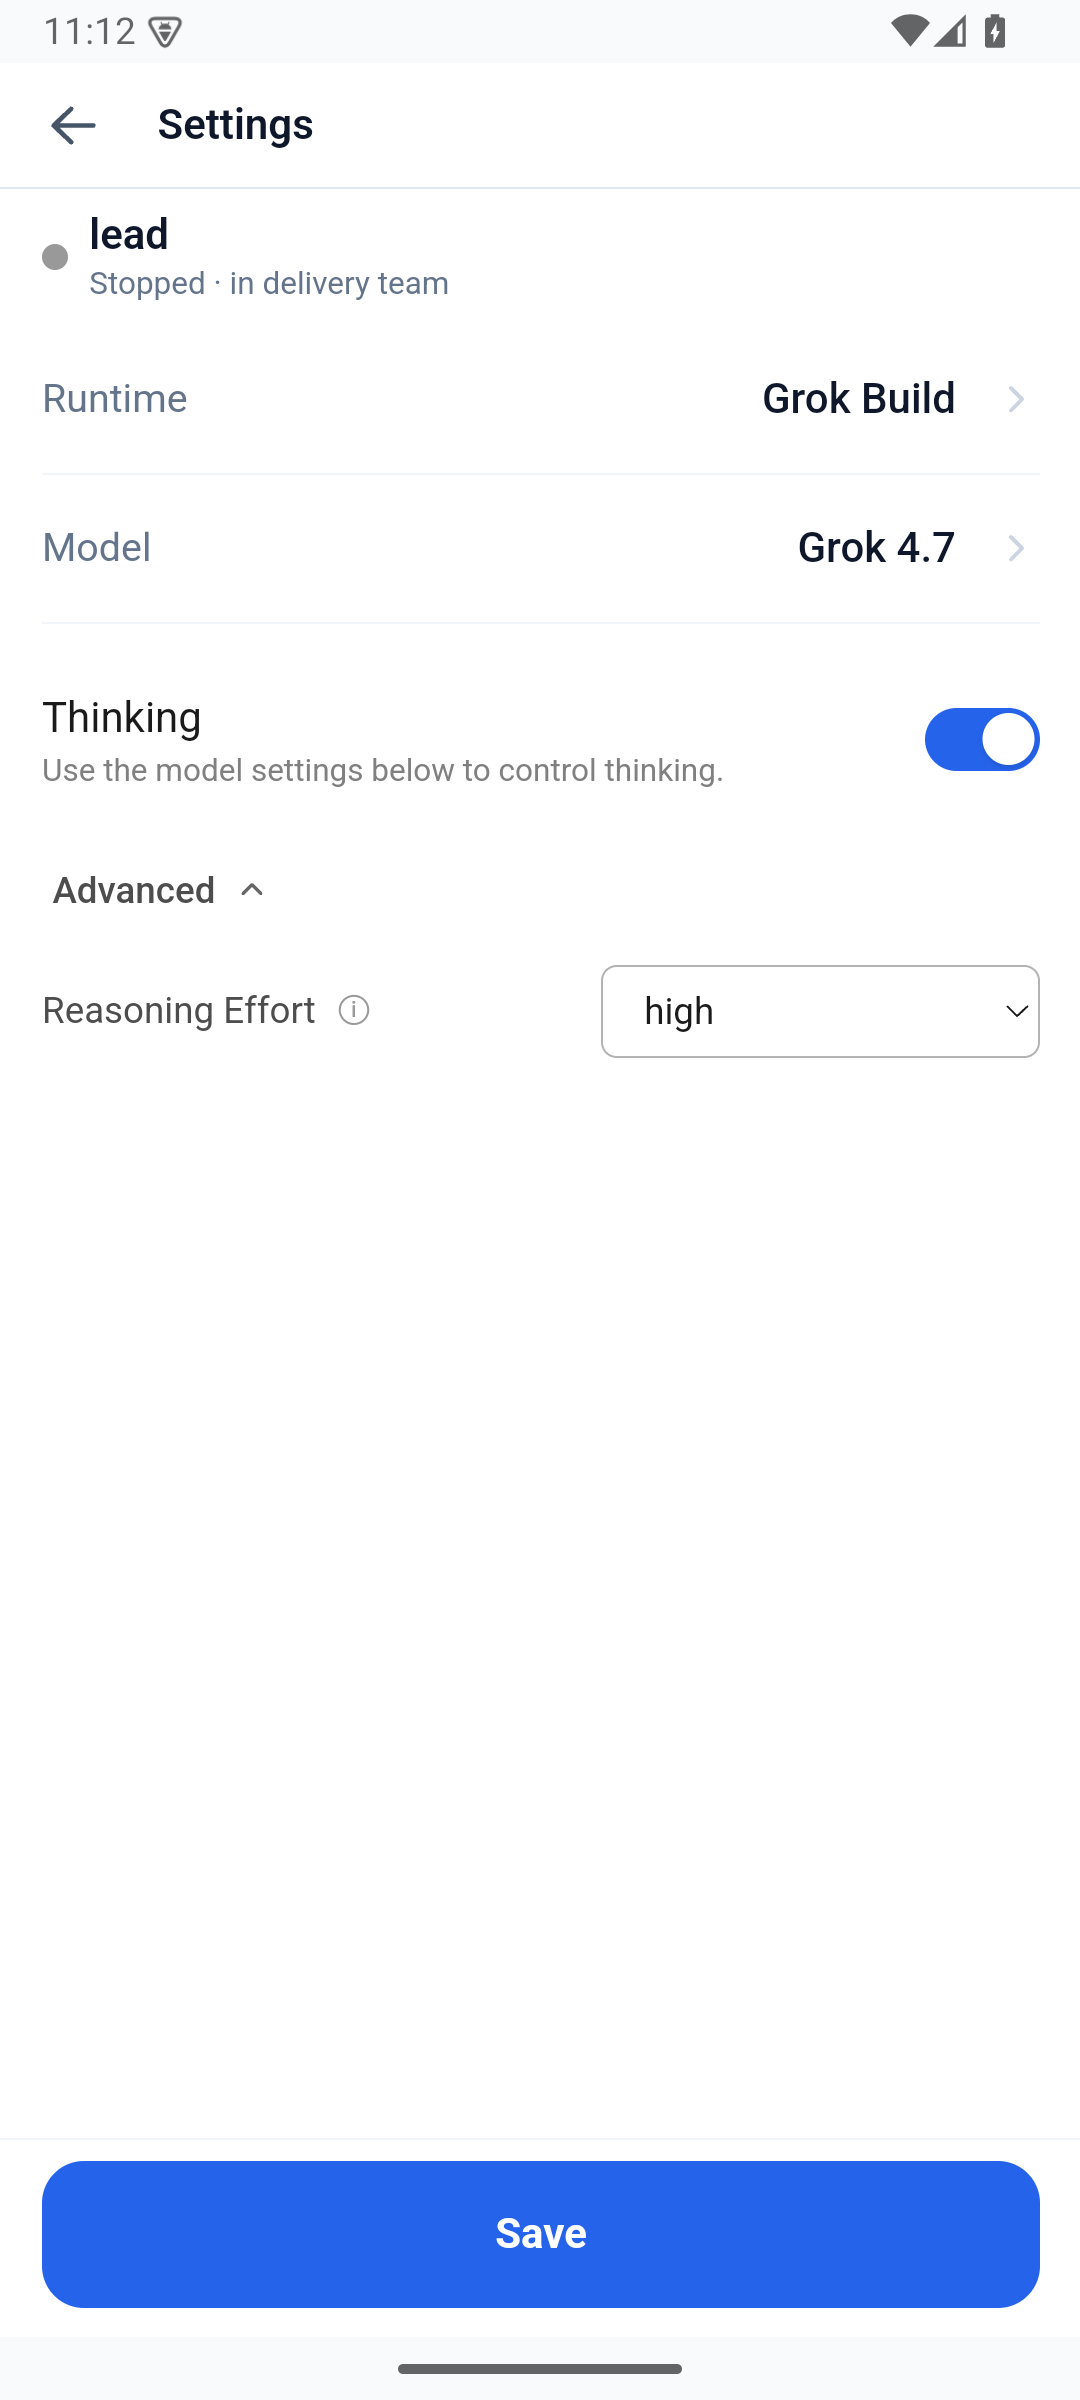 11:12
Settings
lead
Stopped · in delivery team
Runtime
Grok Build
Model
Grok 4.7
Thinking
Use the model settings below to control thinking.
Advanced
Reasoning Effort
high
Save